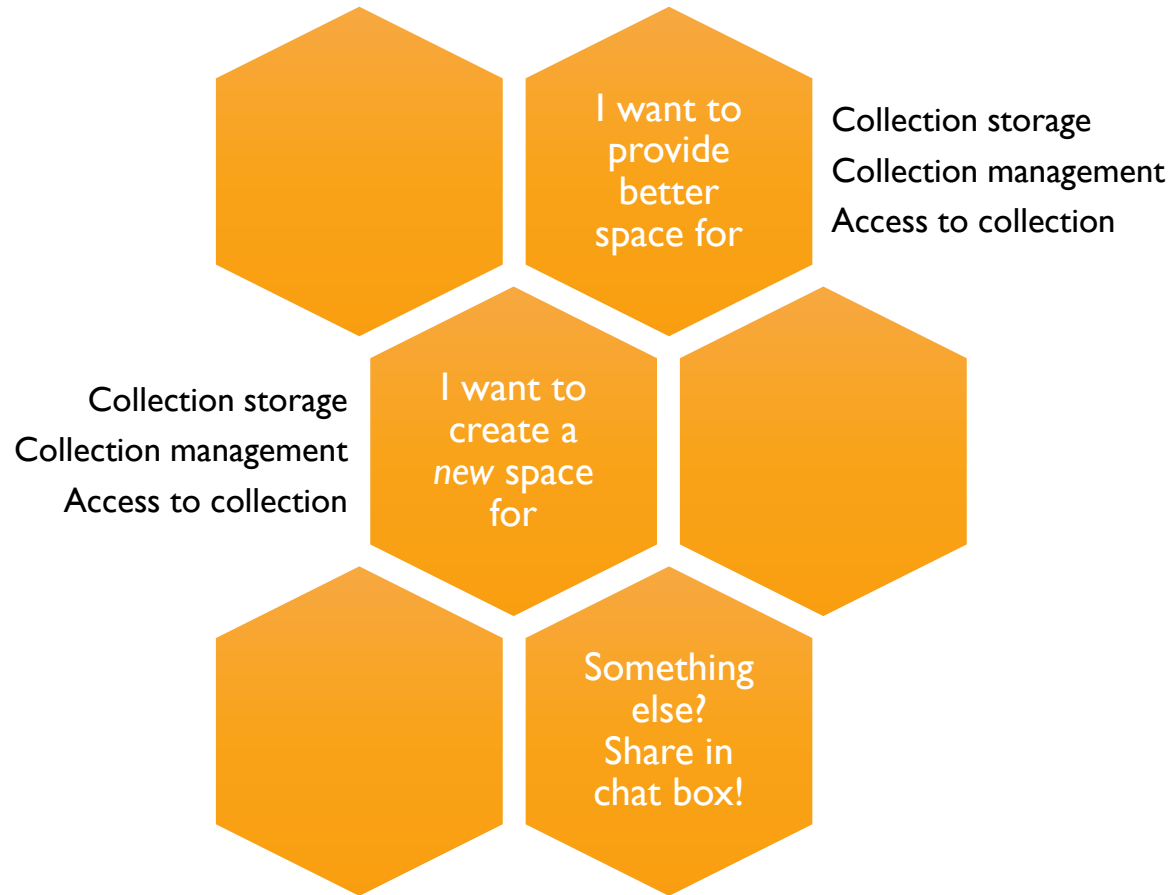 I want to
provide
better
space for
Collection storage
Collection management
Access to collection
Collection storage
Collection management
Access to collection
I want to
create a
new space
for
Something
else?
Share in
chat box!